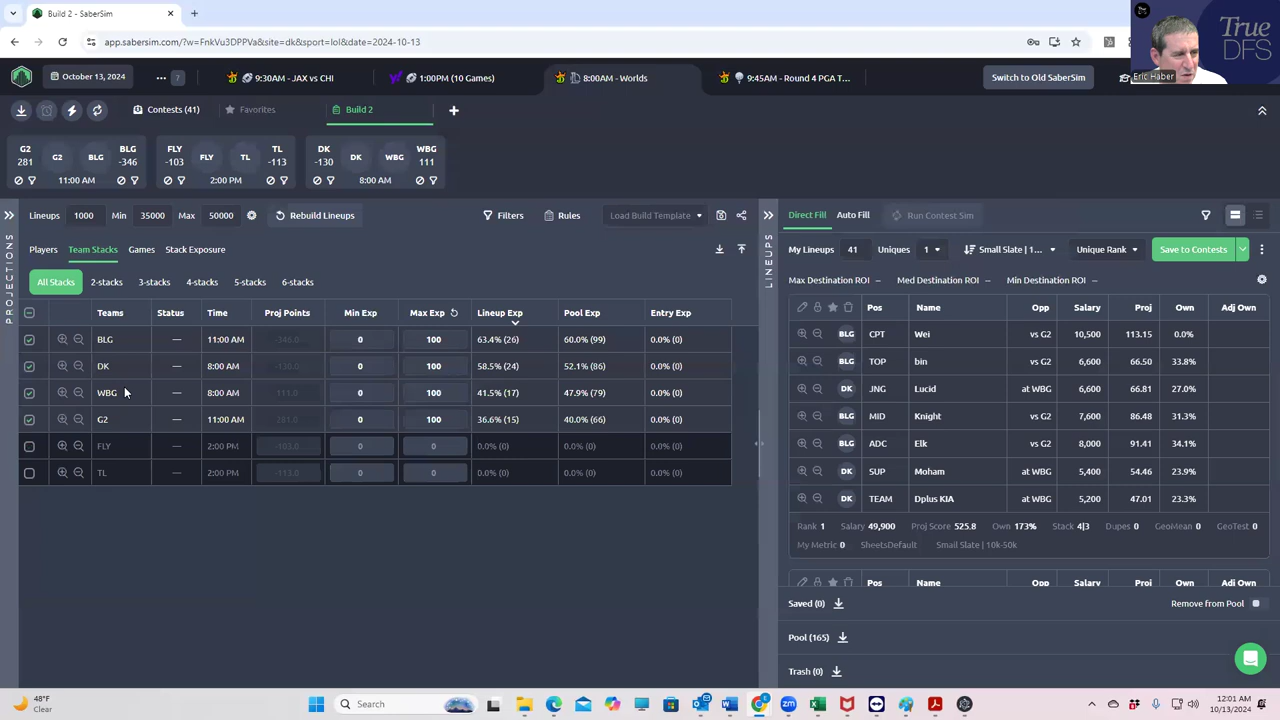 Build 2 - SaberSim
app.sabersim.com/?w=FnkVu3DPPVa&site=dk&sport=lol&date=2024-10-13
True DFS
Eric Haber
October 13, 2024 ... 7 9:30AM - JAX vs CHI 1:00PM (10 Games) 8:00AM - Worlds 9:45AM - Round 4 PGA T... Switch to Old SaberSim
Contests (41) Favorites Build 2
G2 281 G2 BLG BLG -346 11:00 AM
FLY -103 FLY TL TL -113 2:00 PM
DK -130 DK WBG WBG 111 8:00 AM
Lineups 1000 Min 35000 Max 50000 Rebuild Lineups Filters Rules Load Build Template
Direct Fill Auto Fill Run Contest Sim
PROJECTIONS
Players Team Stacks Games Stack Exposure
All Stacks 2-stacks 3-stacks 4-stacks 5-stacks 6-stacks
Teams Status Time Proj Points Min Exp Max Exp Lineup Exp Pool Exp Entry Exp
BLG — 11:00 AM -346.0 0 100 63.4% (26) 60.0% (99) 0.0% (0)
DK — 8:00 AM -130.0 0 100 58.5% (24) 52.1% (86) 0.0% (0)
WBG — 8:00 AM 111.0 0 100 41.5% (17) 47.9% (79) 0.0% (0)
G2 — 11:00 AM 281.0 0 100 36.6% (15) 40.0% (66) 0.0% (0)
FLY — 2:00 PM -103.0 0 0 0.0% (0) 0.0% (0) 0.0% (0)
TL — 2:00 PM -113.0 0 0 0.0% (0) 0.0% (0) 0.0% (0)
LINEUPS
My Lineups 41 Uniques 1 Small Slate | 1... Unique Rank Save to Contests
Max Destination ROI – Med Destination ROI – Min Destination ROI –
Pos Name Opp Salary Proj Own Adj Own
BLG CPT Wei vs G2 10,500 113.15 0.0%
BLG TOP bin vs G2 6,600 66.50 33.8%
DK JNG Lucid at WBG 6,600 66.81 27.0%
BLG MID Knight vs G2 7,600 86.48 31.3%
BLG ADC Elk vs G2 8,000 91.41 34.1%
DK SUP Moham at WBG 5,400 54.46 23.9%
DK TEAM Dplus KIA at WBG 5,200 47.01 23.3%
Rank 1 Salary 49,900 Proj Score 525.8 Own 173% Stack 4|3 Dupes 0 GeoMean 0 GeoTest 0
My Metric 0 SheetsDefault Small Slate | 10k-50k
Pos Name Opp Salary Proj Own Adj Own
Saved (0) Remove from Pool
Pool (165)
Trash (0)
48°F
Clear
Search
12:01 AM
10/13/2024